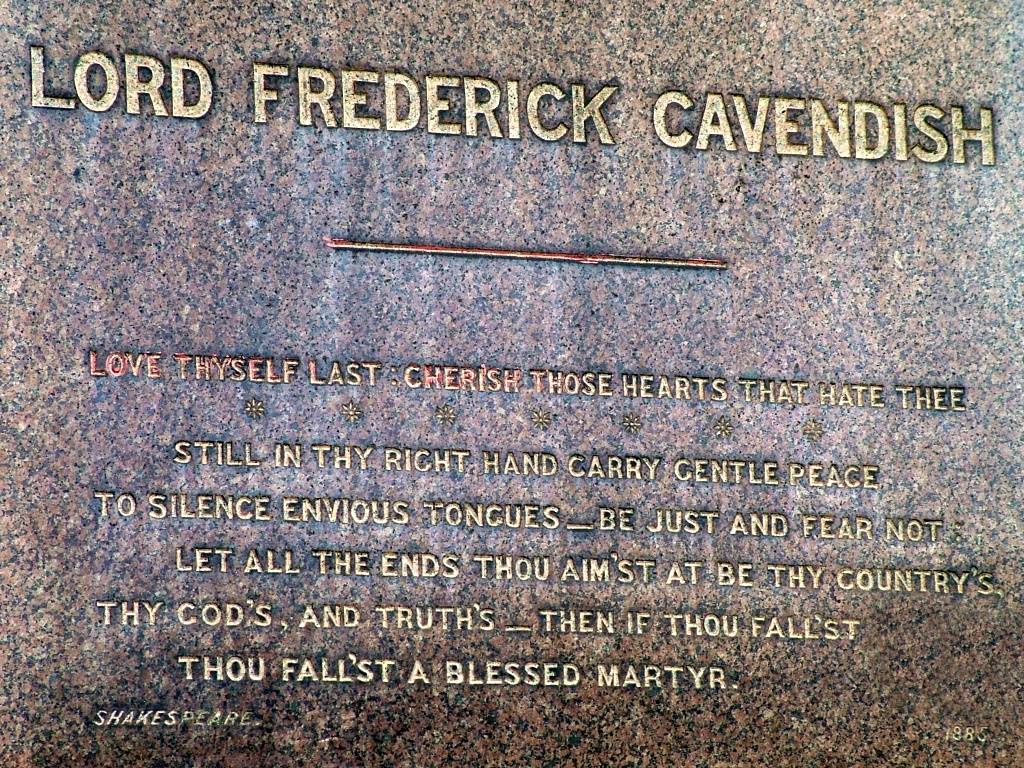 LORD FREDERICK CAVENDISH
LOVE THYSELF LAST : CHERISH THOSE HEARTS THAT HATE THEE
STILL IN THY RIGHT HAND CARRY GENTLE PEACE
TO SILENCE ENVIOUS TONGUES — BE JUST AND FEAR NOT :
LET ALL THE ENDS THOU AIM'ST AT BE THY COUNTRY'S,
THY GOD'S, AND TRUTH'S — THEN IF THOU FALL'ST
THOU FALL'ST A BLESSED MARTYR.
SHAKESPEARE.
1885